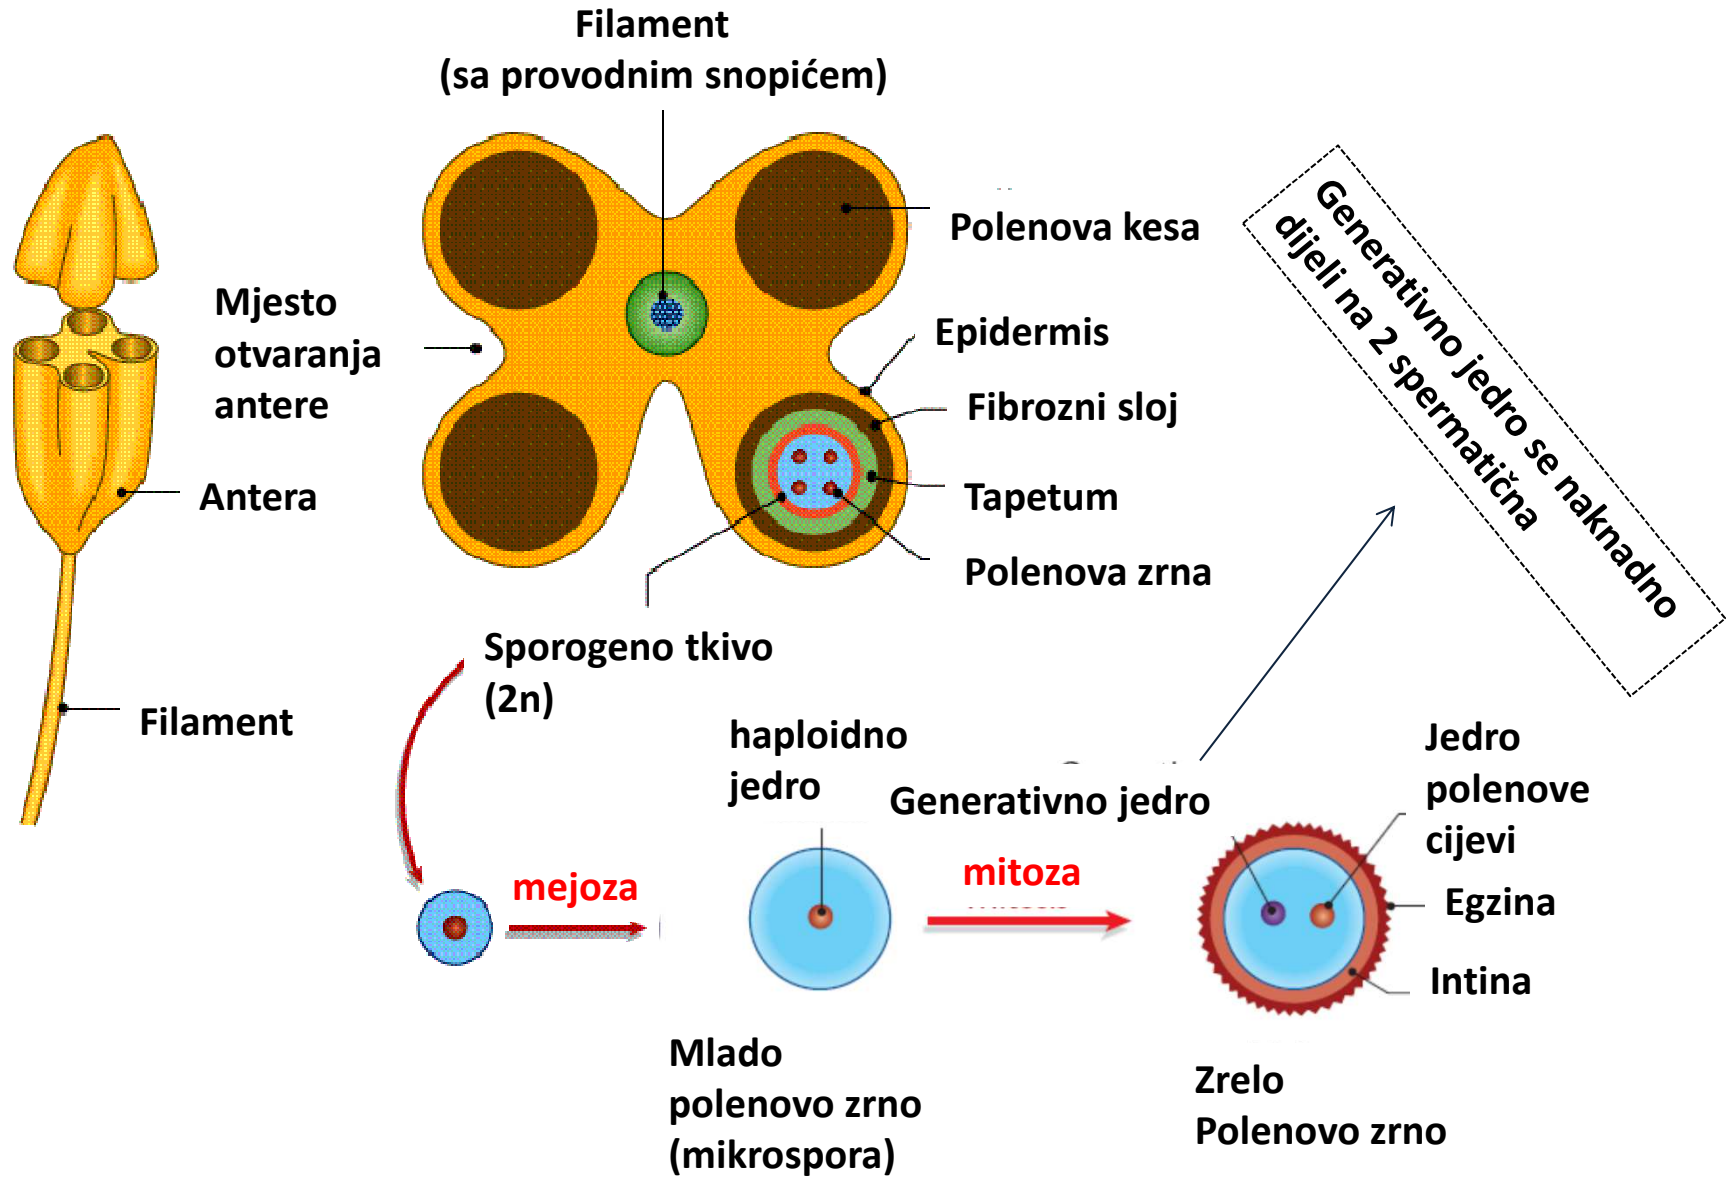 Filament
(sa provodnim snopićem)
Polenova kesa
Mjesto
otvaranja
antere
Epidermis
Fibrozni sloj
Antera
Tapetum
Polenova zrna
Generativno jedro se naknadno
dijeli na 2 spermatična
Sporogeno tkivo
(2n)
Filament
haploidno
jedro
Generativno jedro
Jedro
polenove
cijevi
mejoza
mitoza
Egzina
Intina
Mlado
polenovo zrno
(mikrospora)
Zrelo
Polenovo zrno